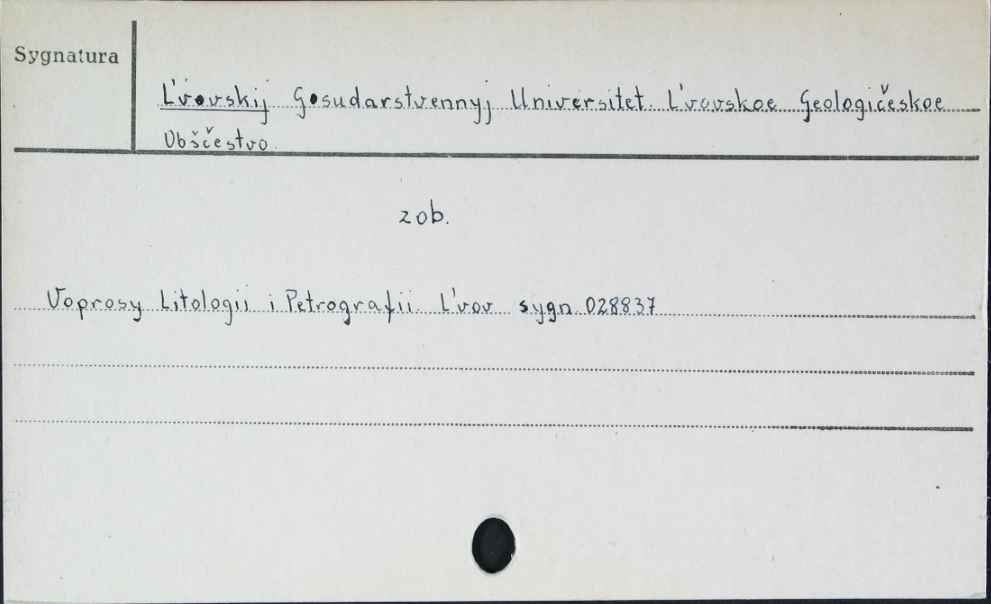 Sygnatura
L'vovskij Gosudarstvennyj Universitet. L'vovskoe Geologičeskoe
Obščestvo.
zob.
Voprosy Litologii i Petrografii. L'vov sygn. 028837